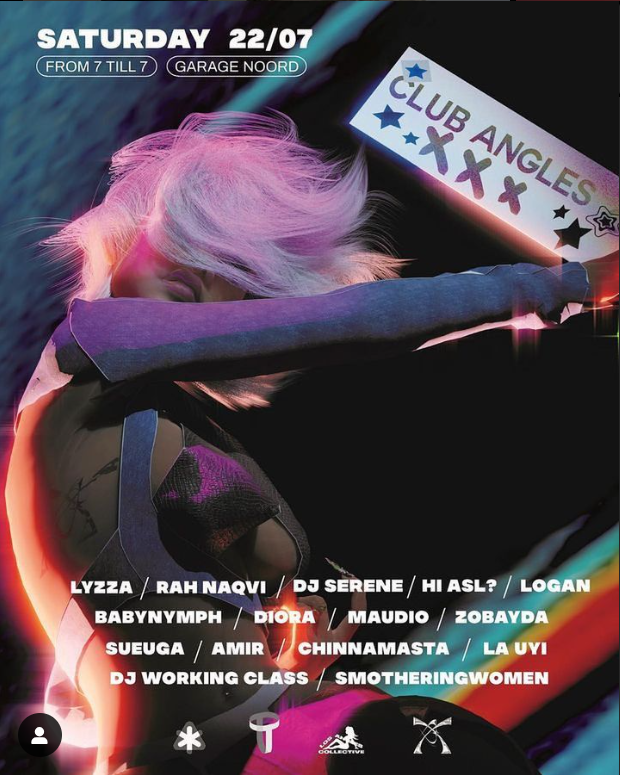 SATURDAY 22/07
FROM 7 TILL 7 GARAGE NOORD
CLUB ANGLES
XXX
LYZZA / RAH NAQVI / DJ SERENE / HI ASL? / LOGAN
BABYNYMPH / D1ORA / MAUDIO / ZOBAYDA
SUEUGA / AMIR / CHINNAMASTA / LA UYI
DJ WORKING CLASS / SMOTHERINGWOMEN
COLLECTIVE